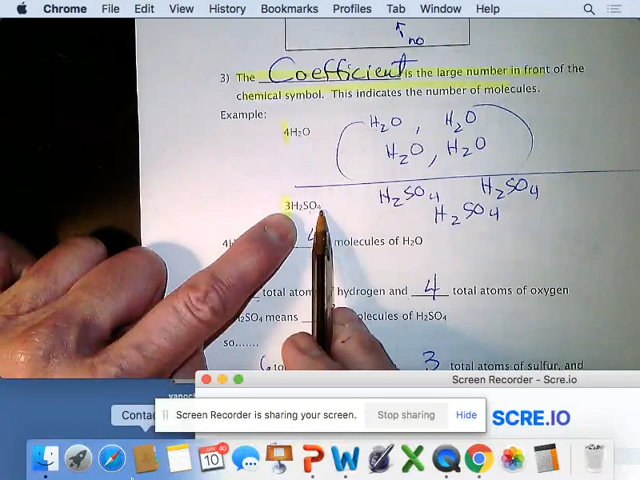 Chrome File Edit View History Bookmarks Profiles Tab Window Help
no
3) The Coefficient is the large number in front of the
chemical symbol. This indicates the number of molecules.
Example:
4H₂O
H₂O , H₂O
H₂O , H₂O
3H₂SO₄
H₂SO₄ H₂SO₄
H₂SO₄
4 molecules of H₂O
total atoms of hydrogen and 4 total atoms of oxygen
SO4 means molecules of H₂SO4
so.......
6 3 total atoms of sulfur, and
Screen Recorder - Scre.io
Screen Recorder is sharing your screen. Stop sharing Hide
SCRE.IO
10